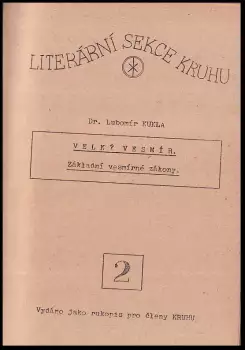 LITERÁRNÍ SEKCE KRUHU
Dr. Lubomír KUKLA
VELKÝ VESMÍR.
Základní vesmírné zákony.
2
Vydáno jako rukopis pro členy KRUHU